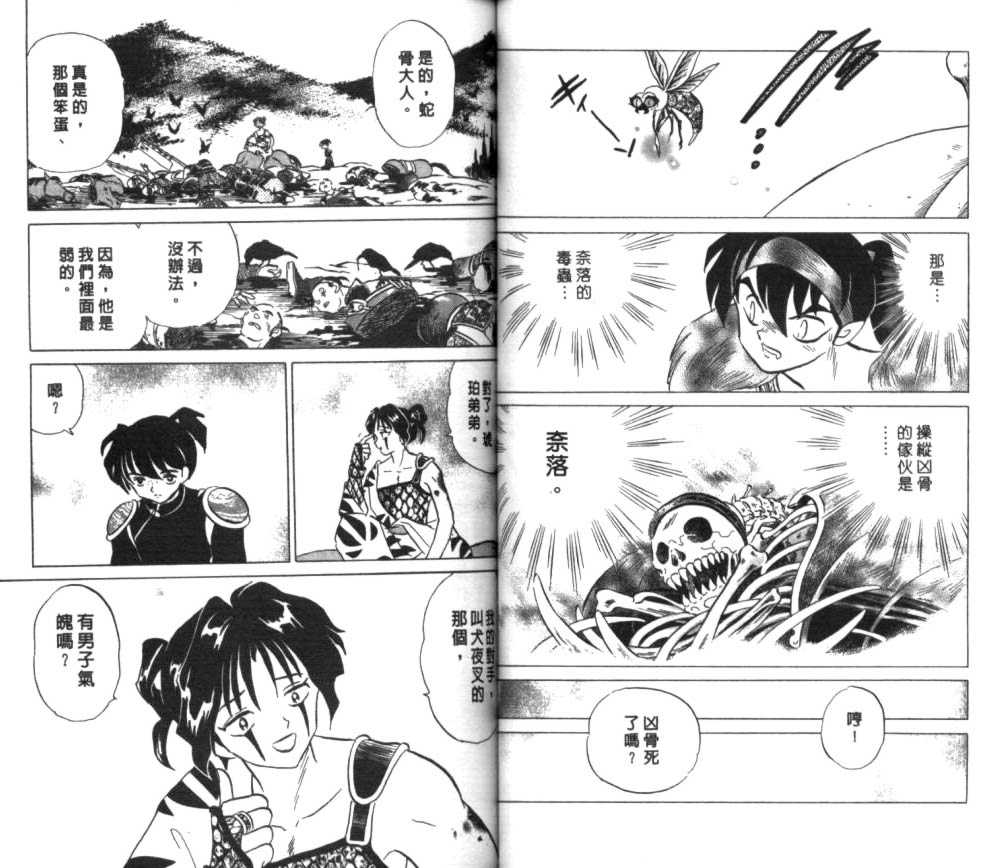 那是…
奈落的
毒蟲…
操縱凶骨
的傢伙是
……
奈落。
哼！
凶骨死
了嗎？
是的，蛇
骨大人。
真是的，
那個笨蛋、
不過，
沒辦法。
因為，他是
我們裡面最
弱的。
對了，琥
珀弟弟。
嗯？
我的對手，
叫犬夜叉的
那個，
有男子氣
魄嗎？